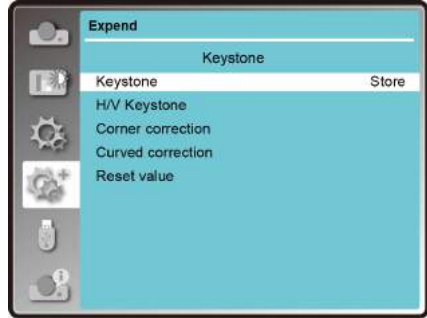 Expend
Keystone
Keystone Store
H/V Keystone
Corner correction
Curved correction
Reset value